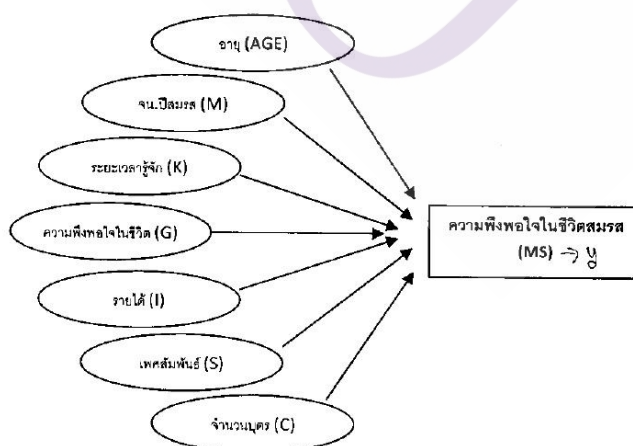 อายุ (AGE)
จน.ปีสมรส (M)
ระยะเวลารู้จัก (K)
ความพึงพอใจในชีวิต (G)
รายได้ (I)
เพศสัมพันธ์ (S)
จำนวนบุตร (C)
ความพึงพอใจในชีวิตสมรส
(MS) → y